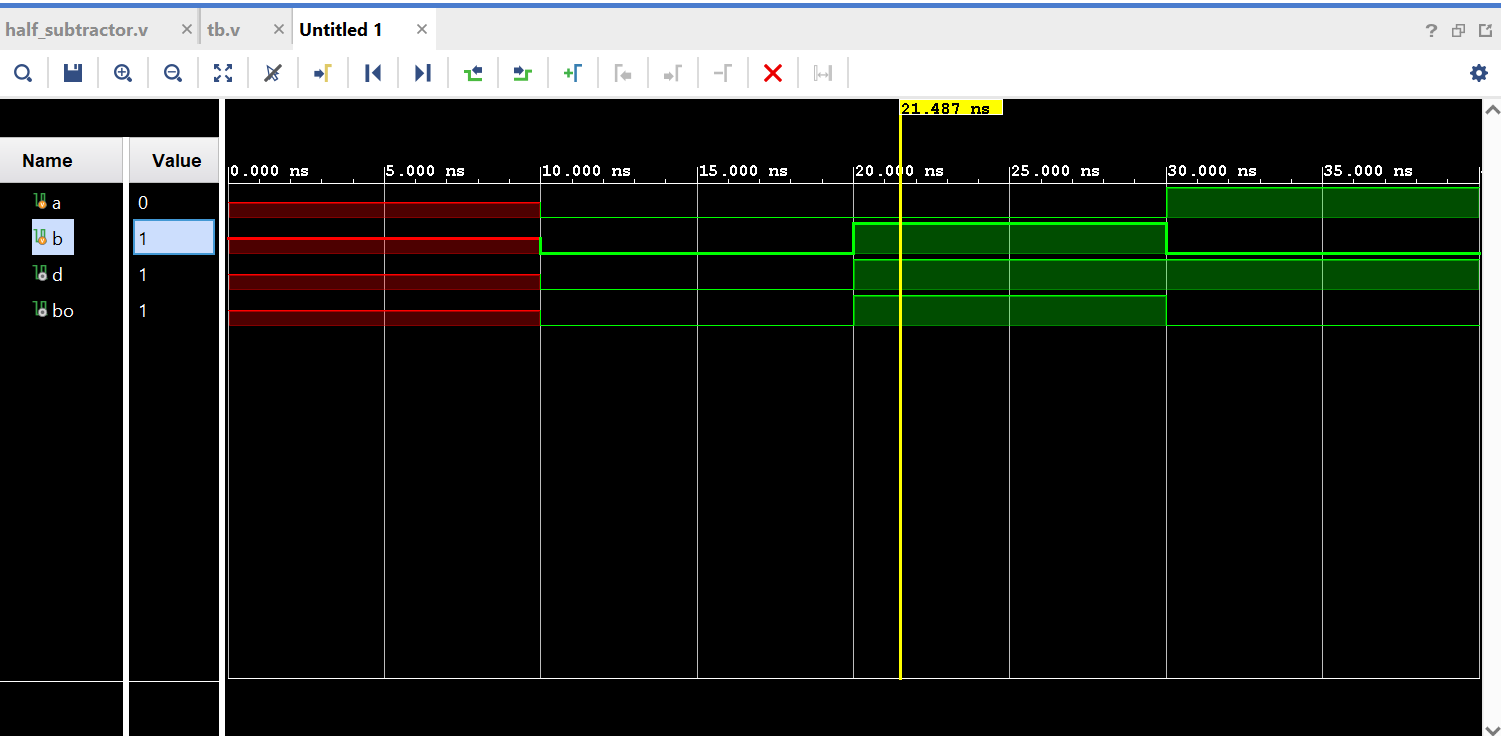 half_subtractor.v × tb.v × Untitled 1 × ?
21.487 ns
Name Value
0.000 ns 5.000 ns 10.000 ns 15.000 ns 20.000 ns 25.000 ns 30.000 ns 35.000 ns
a 0
b 1
d 1
bo 1